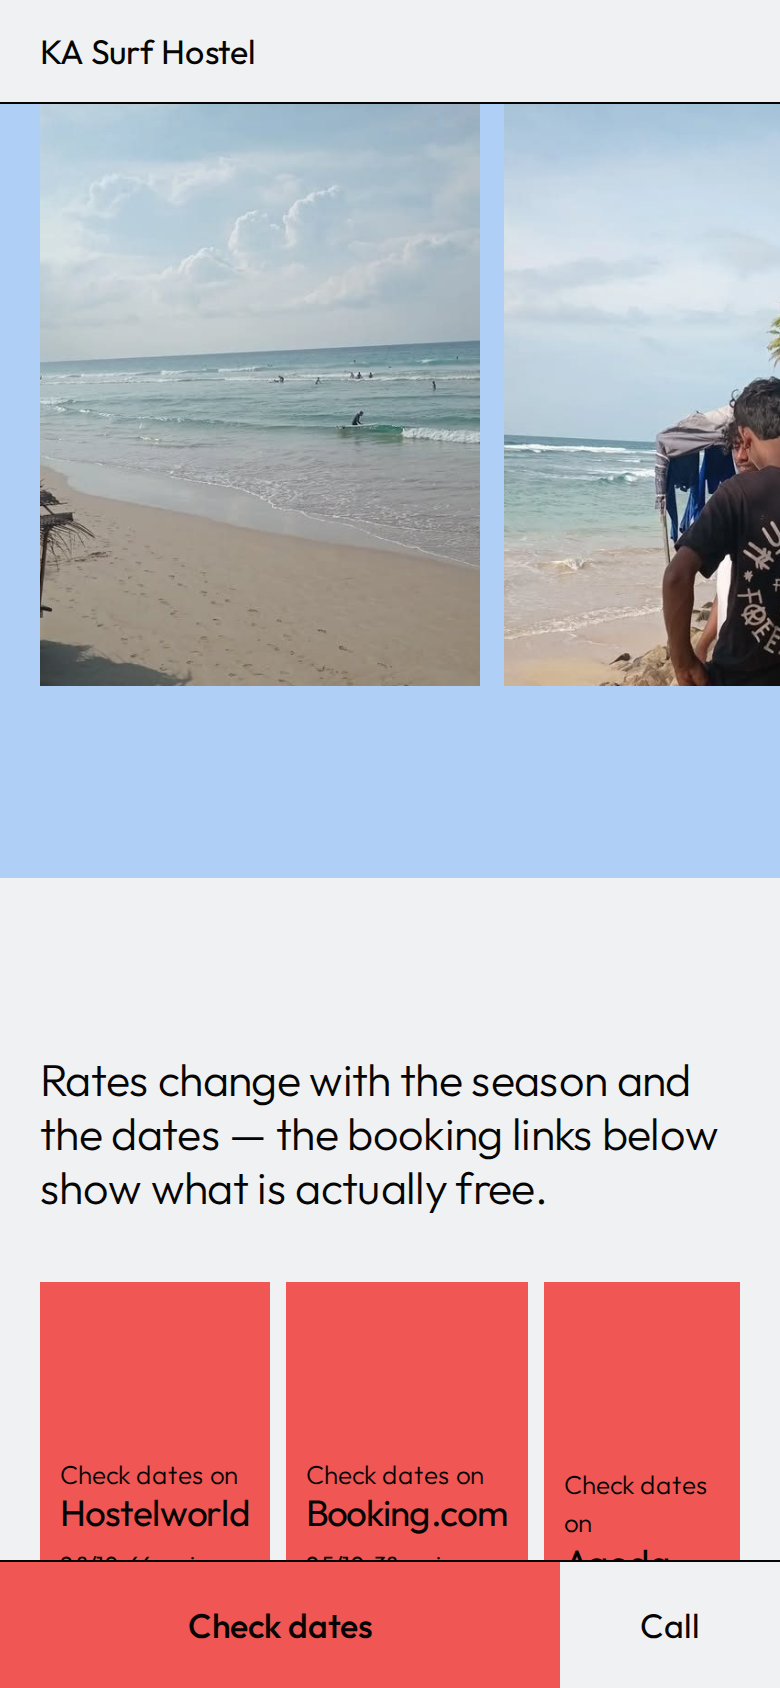 KA Surf Hostel
Rates change with the season and
the dates — the booking links below
show what is actually free.
Check dates on
Hostelworld
Check dates on
Booking.com
Check dates
on
Agoda
Check dates
Call